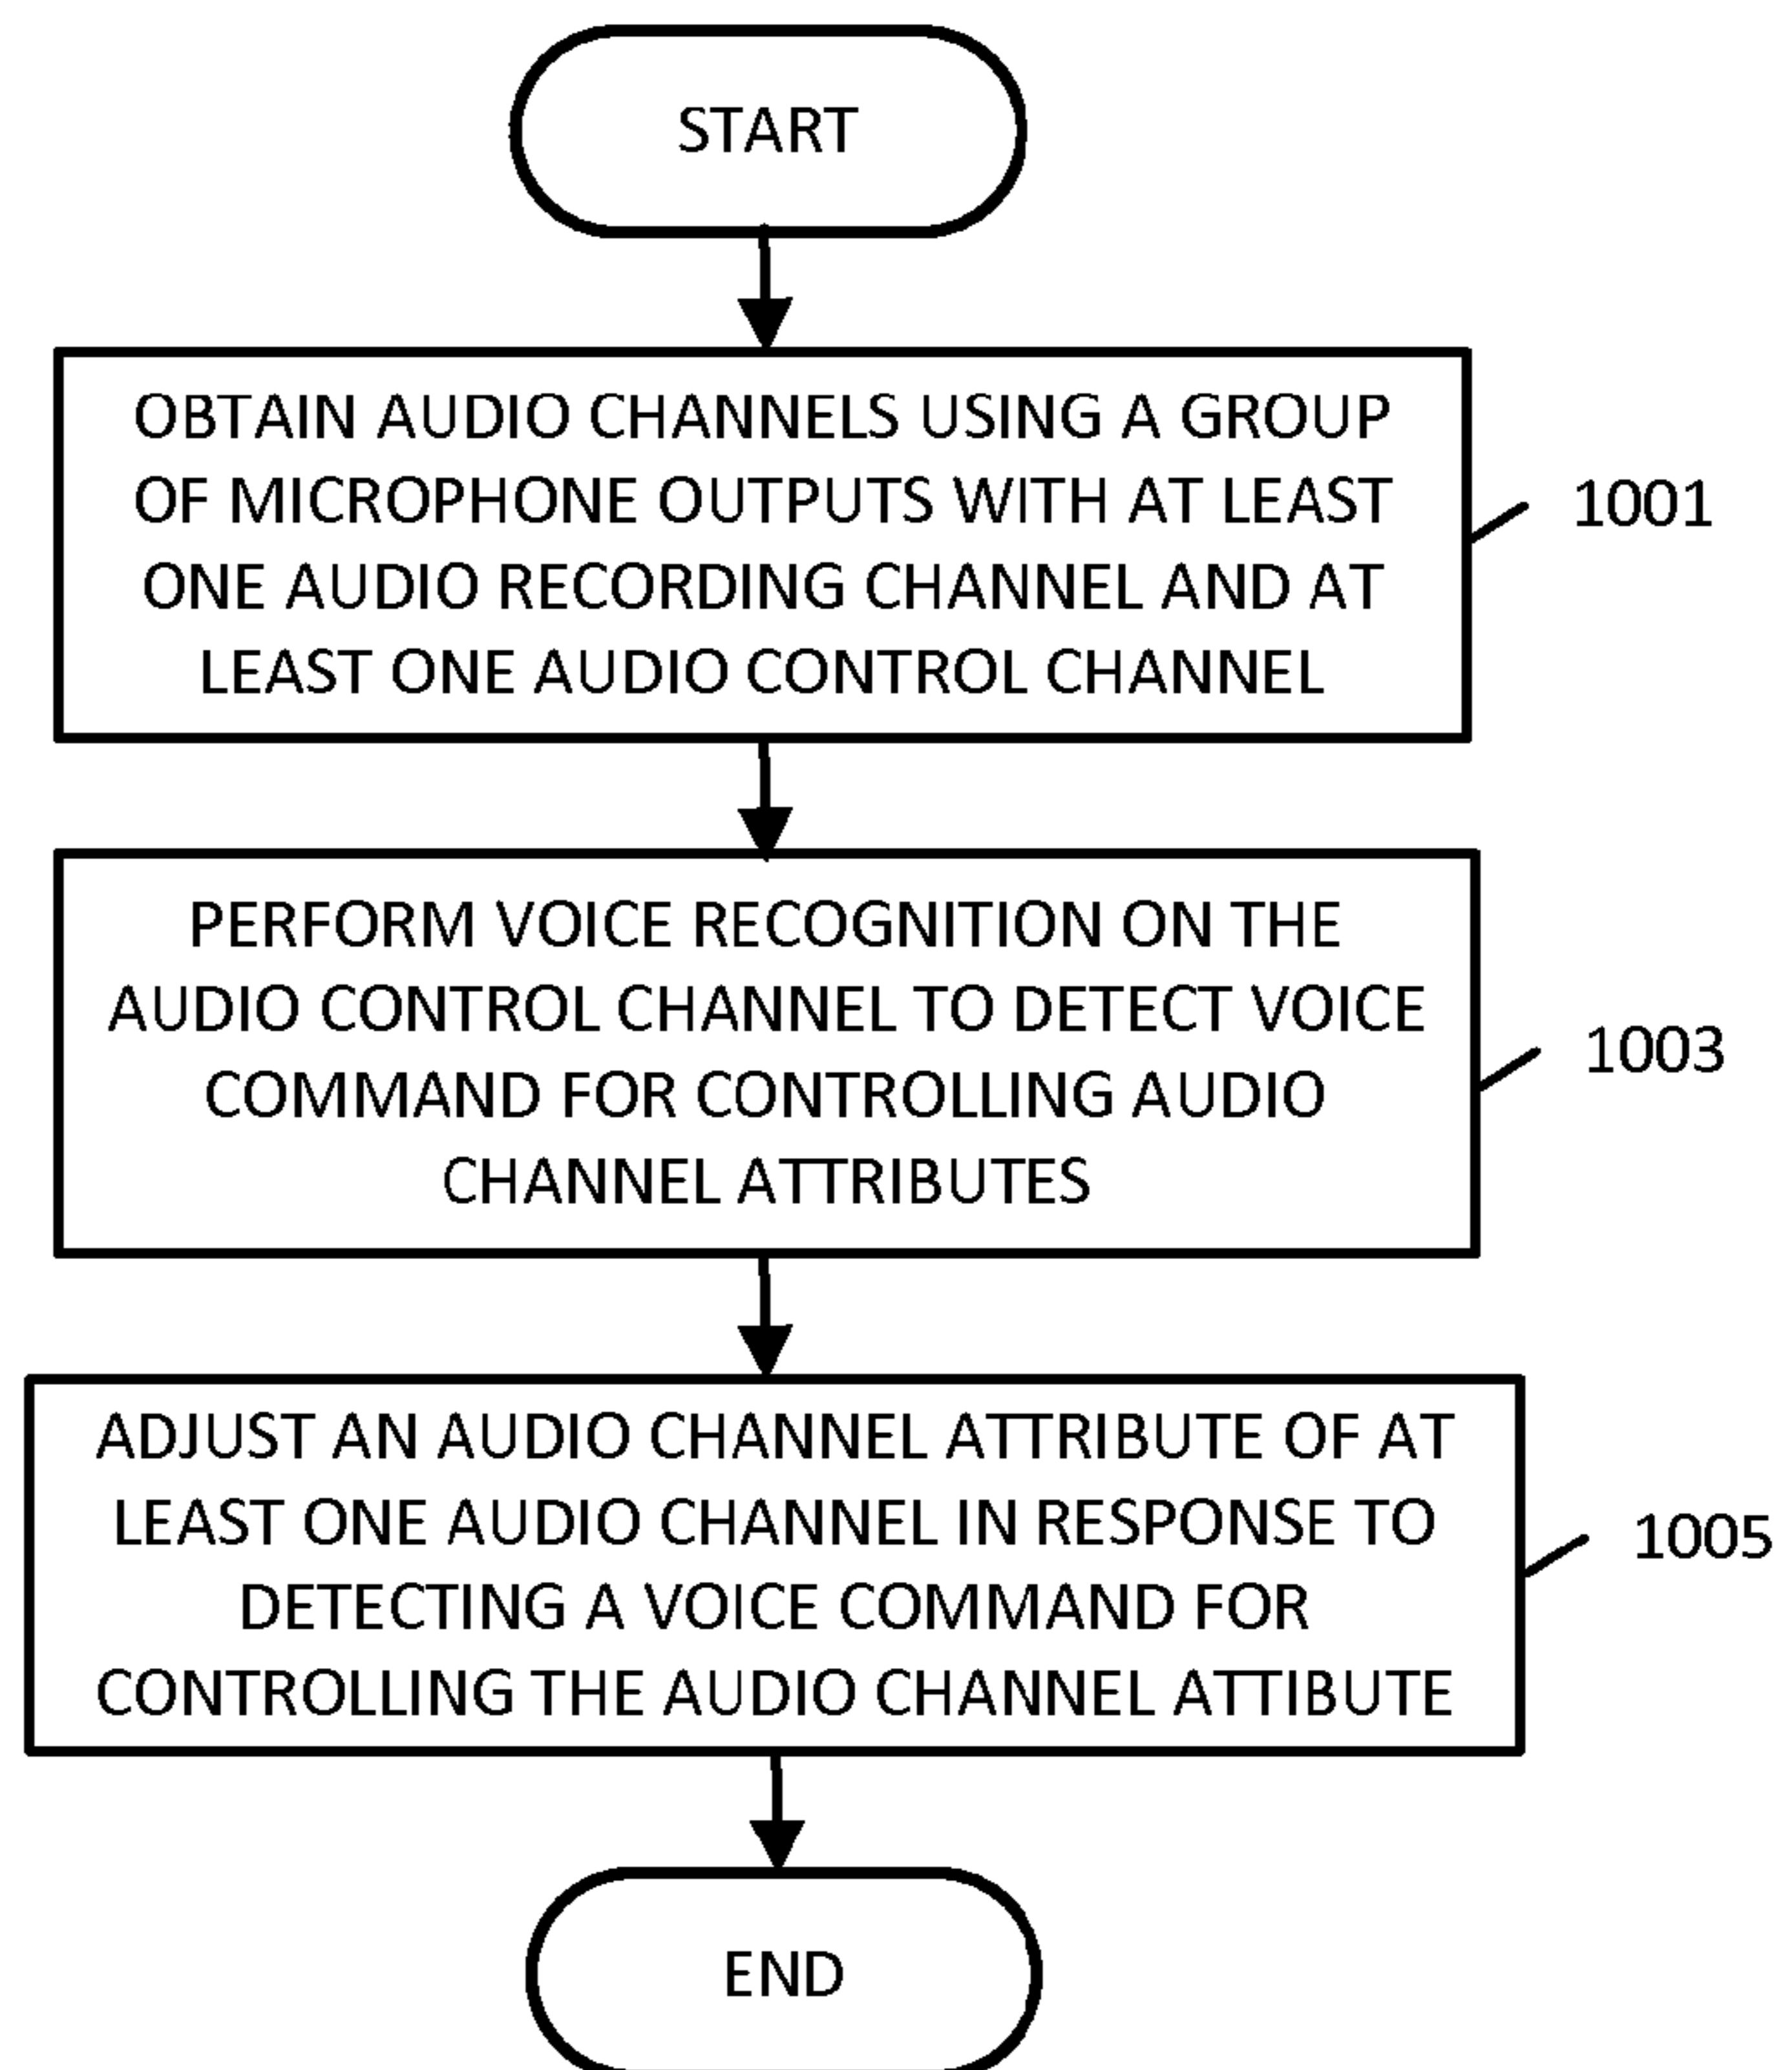 START
OBTAIN AUDIO CHANNELS USING A GROUP
OF MICROPHONE OUTPUTS WITH AT LEAST
ONE AUDIO RECORDING CHANNEL AND AT
LEAST ONE AUDIO CONTROL CHANNEL
1001
PERFORM VOICE RECOGNITION ON THE
AUDIO CONTROL CHANNEL TO DETECT VOICE
COMMAND FOR CONTROLLING AUDIO
CHANNEL ATTRIBUTES
1003
ADJUST AN AUDIO CHANNEL ATTRIBUTE OF AT
LEAST ONE AUDIO CHANNEL IN RESPONSE TO
DETECTING A VOICE COMMAND FOR
CONTROLLING THE AUDIO CHANNEL ATTIBUTE
1005
END